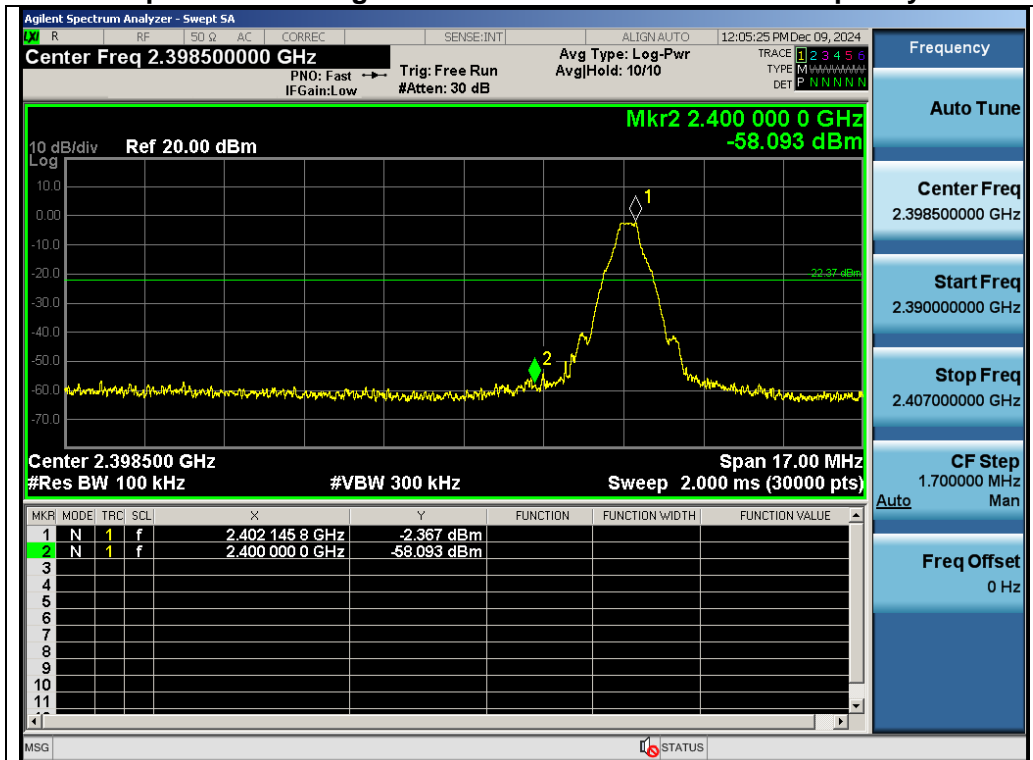 Agilent Spectrum Analyzer - Swept SA
LXI R RF 50 Ω AC CORREC SENSE:INT ALIGN AUTO 12:05:25 PM Dec 09, 2024
Center Freq 2.398500000 GHz
PNO: Fast
IFGain:Low
Trig: Free Run
#Atten: 30 dB
Avg Type: Log-Pwr
Avg|Hold: 10/10
TRACE 1 2 3 4 5 6
TYPE M WWWWW
DET P N N N N N
Mkr2 2.400 000 0 GHz
-58.093 dBm
10 dB/div Ref 20.00 dBm
Log
10.0
0.00
-10.0
-20.0
-30.0
-40.0
-50.0
-60.0
-70.0
1
-22.37 dBm
2
Center 2.398500 GHz Span 17.00 MHz
#Res BW 100 kHz #VBW 300 kHz Sweep 2.000 ms (30000 pts)
MKR MODE TRC SCL X Y FUNCTION FUNCTION WIDTH FUNCTION VALUE
1 N 1 f 2.402 145 8 GHz -2.367 dBm
2 N 1 f 2.400 000 0 GHz -58.093 dBm
3
4
5
6
7
8
9
10
11
MSG STATUS
Frequency
Auto Tune
Center Freq
2.398500000 GHz
Start Freq
2.390000000 GHz
Stop Freq
2.407000000 GHz
CF Step
1.700000 MHz
Auto Man
Freq Offset
0 Hz